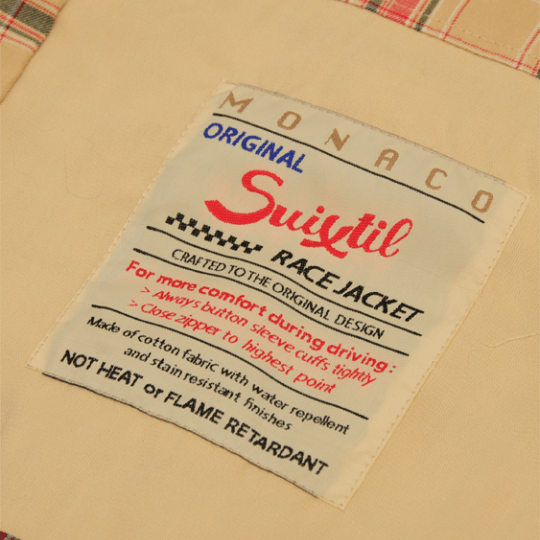 MONACO
ORIGINAL
Suixtil
RACE JACKET
CRAFTED TO THE ORIGINAL DESIGN
For more comfort during driving:
> Always button sleeve cuffs tightly
> Close zipper to highest point
Made of cotton fabric with water repellent
and stain resistant finishes
NOT HEAT or FLAME RETARDANT